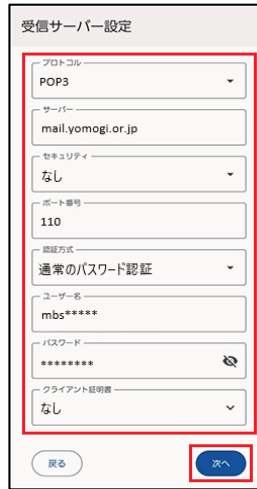 受信サーバー設定
プロトコル
POP3
サーバー
mail.yomogi.or.jp
セキュリティ
なし
ポート番号
110
認証方式
通常のパスワード認証
ユーザー名
mbs*****
パスワード
********
クライアント証明書
なし
戻る
次へ